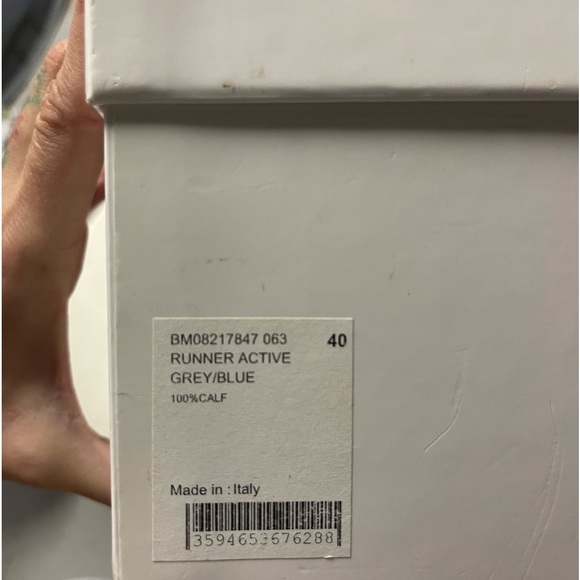 BM08217847 063 40
RUNNER ACTIVE
GREY/BLUE
100%CALF
Made in : Italy
3594653676288